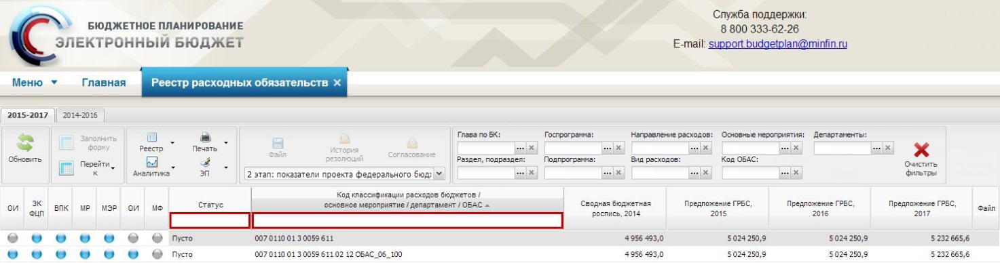 БЮДЖЕТНОЕ ПЛАНИРОВАНИЕ
ЭЛЕКТРОННЫЙ БЮДЖЕТ
Служба поддержки:
8 800 333-62-26
E-mail: support.budgetplan@minfin.ru
Меню Главная Реестр расходных обязательств ×
2015-2017 2014-2016
Обновить
Заполнить
форму
Перейти
к
Реестр
Аналитика
Печать
ЭП
Файл
История
резолюций
Согласование
2 этап: показатели проекта федерального бюд:
Глава по БК: Госпрограмма: Направление расходов: Основные мероприятия: Департаменты:
Раздел, подраздел: Подпрограмма: Вид расходов: Код ОБАС:
Очистить
фильтры
ОИ
ЗК
ФЦП
ВПК
МР
МЭР
ОИ
МФ
Статус
Код классификации расходов бюджетов /
основное мероприятие / департамент / ОБАС
Сводная бюджетная
роспись, 2014
Предложение ГРБС,
2015
Предложение ГРБС,
2016
Предложение ГРБС,
2017
Файл
Пусто 007 0110 01 3 0059 611 4 956 493,0 5 024 250,9 5 024 250,9 5 232 665,6
Пусто 007 0110 01 3 0059 611 02 12 ОБАС_06_100 4 956 493,0 5 024 250,9 5 024 250,9 5 232 665,6